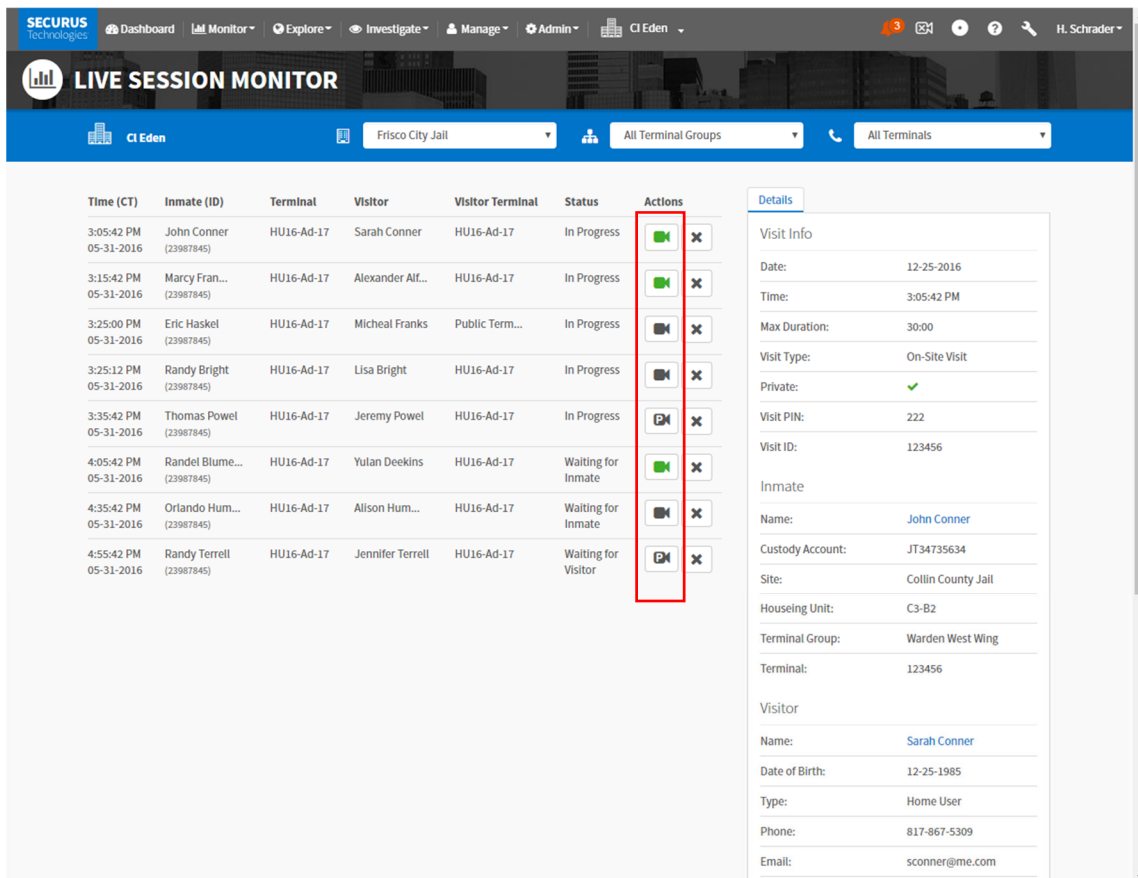 SECURUS
Technologies
Dashboard Monitor Explore Investigate Manage Admin CI Eden 3 H. Schrader
LIVE SESSION MONITOR
CI Eden Frisco City Jail All Terminal Groups All Terminals
Time (CT) Inmate (ID) Terminal Visitor Visitor Terminal Status Actions
3:05:42 PM John Conner HU16-Ad-17 Sarah Conner HU16-Ad-17 In Progress
05-31-2016 (23987845)
3:15:42 PM Marcy Fran... HU16-Ad-17 Alexander Alf... HU16-Ad-17 In Progress
05-31-2016 (23987845)
3:25:00 PM Eric Haskel HU16-Ad-17 Micheal Franks Public Term... In Progress
05-31-2016 (23987845)
3:25:12 PM Randy Bright HU16-Ad-17 Lisa Bright HU16-Ad-17 In Progress
05-31-2016 (23987845)
3:35:42 PM Thomas Powel HU16-Ad-17 Jeremy Powel HU16-Ad-17 In Progress P
05-31-2016 (23987845)
4:05:42 PM Randel Blume... HU16-Ad-17 Yulan Deekins HU16-Ad-17 Waiting for
05-31-2016 (23987845) Inmate
4:35:42 PM Orlando Hum... HU16-Ad-17 Alison Hum... HU16-Ad-17 Waiting for
05-31-2016 (23987845) Inmate
4:55:42 PM Randy Terrell HU16-Ad-17 Jennifer Terrell HU16-Ad-17 Waiting for P
05-31-2016 (23987845) Visitor
Details
Visit Info
Date: 12-25-2016
Time: 3:05:42 PM
Max Duration: 30:00
Visit Type: On-Site Visit
Private:
Visit PIN: 222
Visit ID: 123456
Inmate
Name: John Conner
Custody Account: JT34735634
Site: Collin County Jail
Houseing Unit: C3-B2
Terminal Group: Warden West Wing
Terminal: 123456
Visitor
Name: Sarah Conner
Date of Birth: 12-25-1985
Type: Home User
Phone: 817-867-5309
Email: sconner@me.com